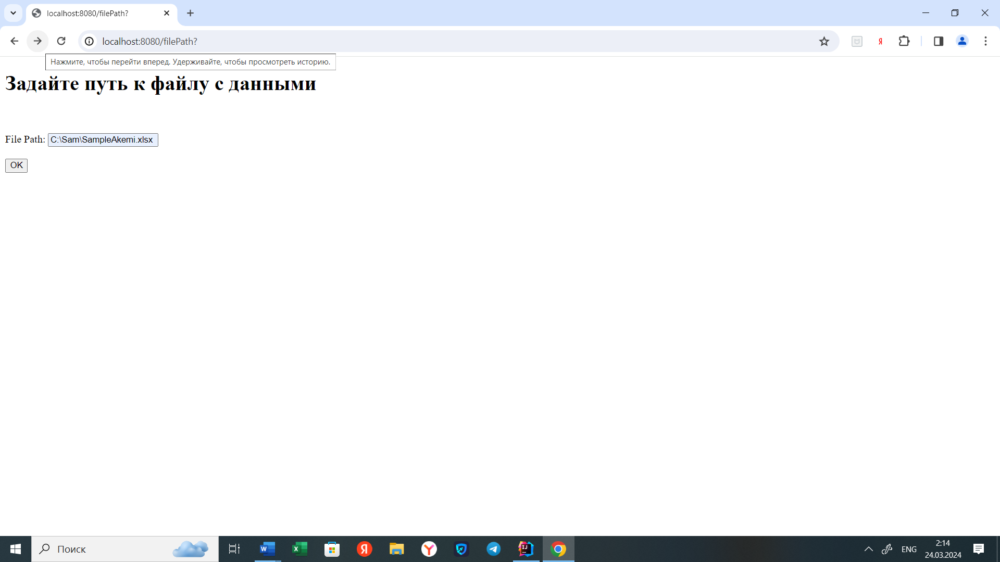 localhost:8080/filePath?
localhost:8080/filePath?
Я
Нажмите, чтобы перейти вперед. Удерживайте, чтобы просмотреть историю.
Задайте путь к файлу с данными
File Path: C:\Sam\SampleAkemi.xlsx
OK
Поиск
W
X
Я
Y
IJ
ENG
2:14
24.03.2024